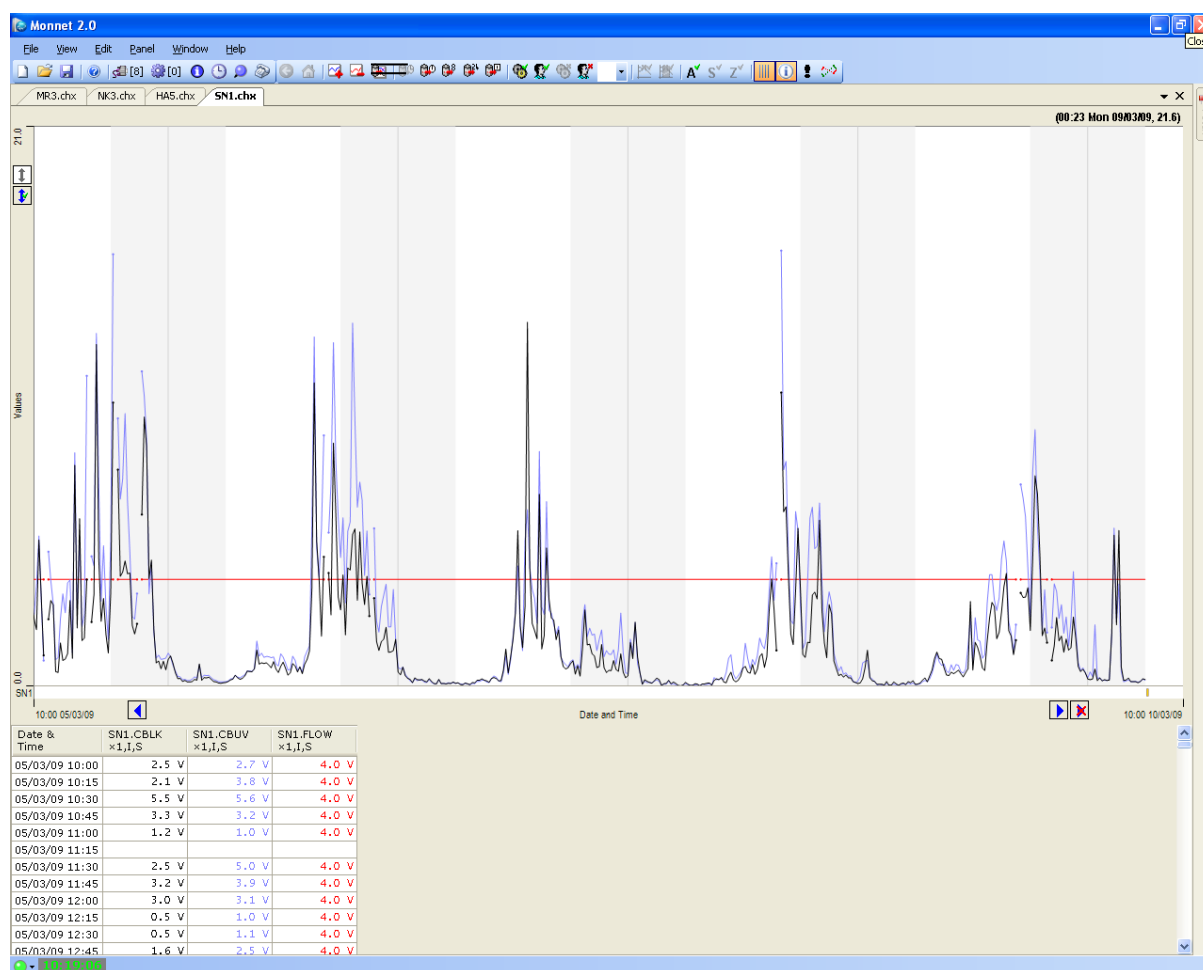 Monnet 2.0
Clos
File View Edit Panel Window Help
[8] [0]
MR3.chx NK3.chx HA5.chx SN1.chx
(00:23 Mon 09/03/09, 21.6)
21.0
Values
0.0
SN1
10:00 05/03/09 Date and Time 10:00 10/03/09
Date & Time SN1.CBLK ×1,I,S SN1.CBUV ×1,I,S SN1.FLOW ×1,I,S
05/03/09 10:00 2.5 V 2.7 V 4.0 V
05/03/09 10:15 2.1 V 3.8 V 4.0 V
05/03/09 10:30 5.5 V 5.6 V 4.0 V
05/03/09 10:45 3.3 V 3.2 V 4.0 V
05/03/09 11:00 1.2 V 1.0 V 4.0 V
05/03/09 11:15
05/03/09 11:30 2.5 V 5.0 V 4.0 V
05/03/09 11:45 3.2 V 3.9 V 4.0 V
05/03/09 12:00 3.0 V 3.1 V 4.0 V
05/03/09 12:15 0.5 V 1.0 V 4.0 V
05/03/09 12:30 0.5 V 1.1 V 4.0 V
05/03/09 12:45 1.6 V 2.5 V 4.0 V